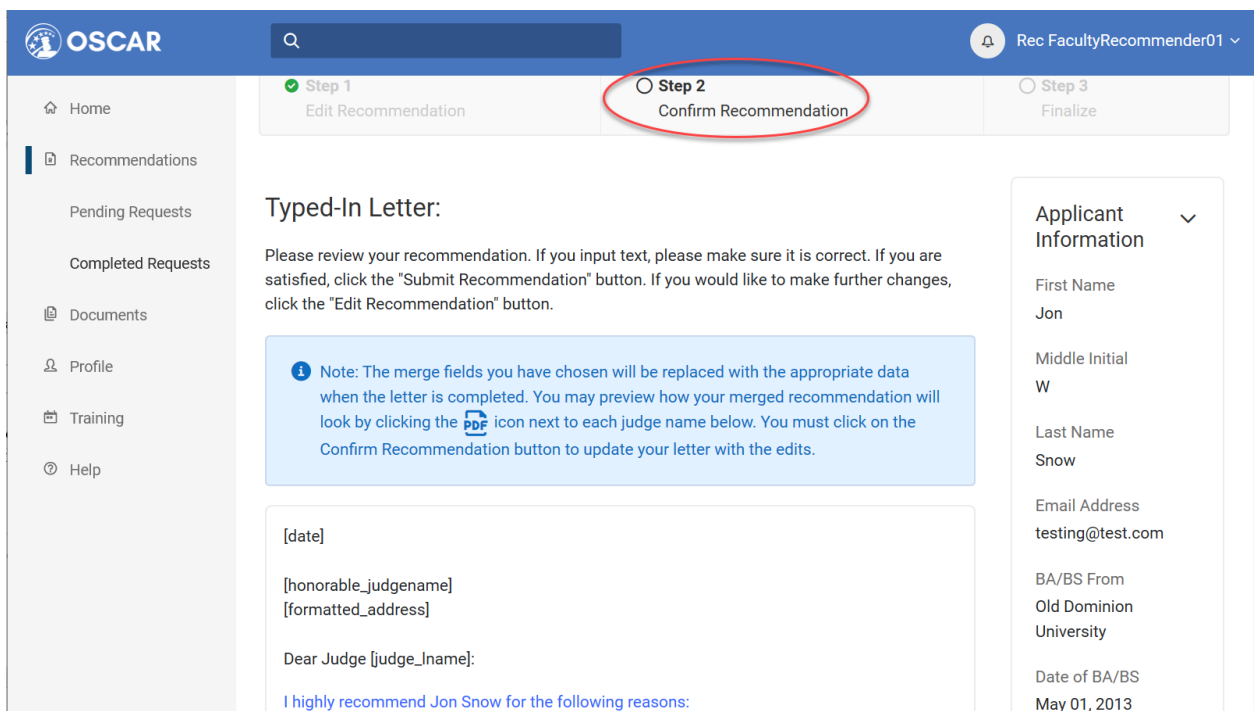 OSCAR
Rec FacultyRecommender01
Home
Recommendations
Pending Requests
Completed Requests
Documents
Profile
Training
Help
Step 1
Edit Recommendation
Step 2
Confirm Recommendation
Step 3
Finalize
Typed-In Letter:
Please review your recommendation. If you input text, please make sure it is correct. If you are
satisfied, click the "Submit Recommendation" button. If you would like to make further changes,
click the "Edit Recommendation" button.
Note: The merge fields you have chosen will be replaced with the appropriate data
when the letter is completed. You may preview how your merged recommendation will
look by clicking the PDF icon next to each judge name below. You must click on the
Confirm Recommendation button to update your letter with the edits.
[date]
[honorable_judgename]
[formatted_address]
Dear Judge [judge_lname]:
I highly recommend Jon Snow for the following reasons:
Applicant
Information
First Name
Jon
Middle Initial
W
Last Name
Snow
Email Address
testing@test.com
BA/BS From
Old Dominion
University
Date of BA/BS
May 01, 2013